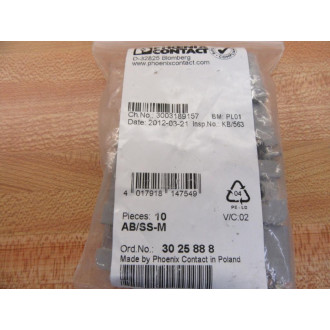 PHŒNIX
CONTACT
D-32825 Blomberg
www.phoenixcontact.com
Ch.No.: 3003189157 BM: PL01
Date: 2012-03-21 Insp.No.: KB/563
4 017918 147549
04
PE-LD
Pieces: 10
AB/SS-M
V/C:02
Ord.No.: 30 25 88 8
Made by Phoenix Contact in Poland